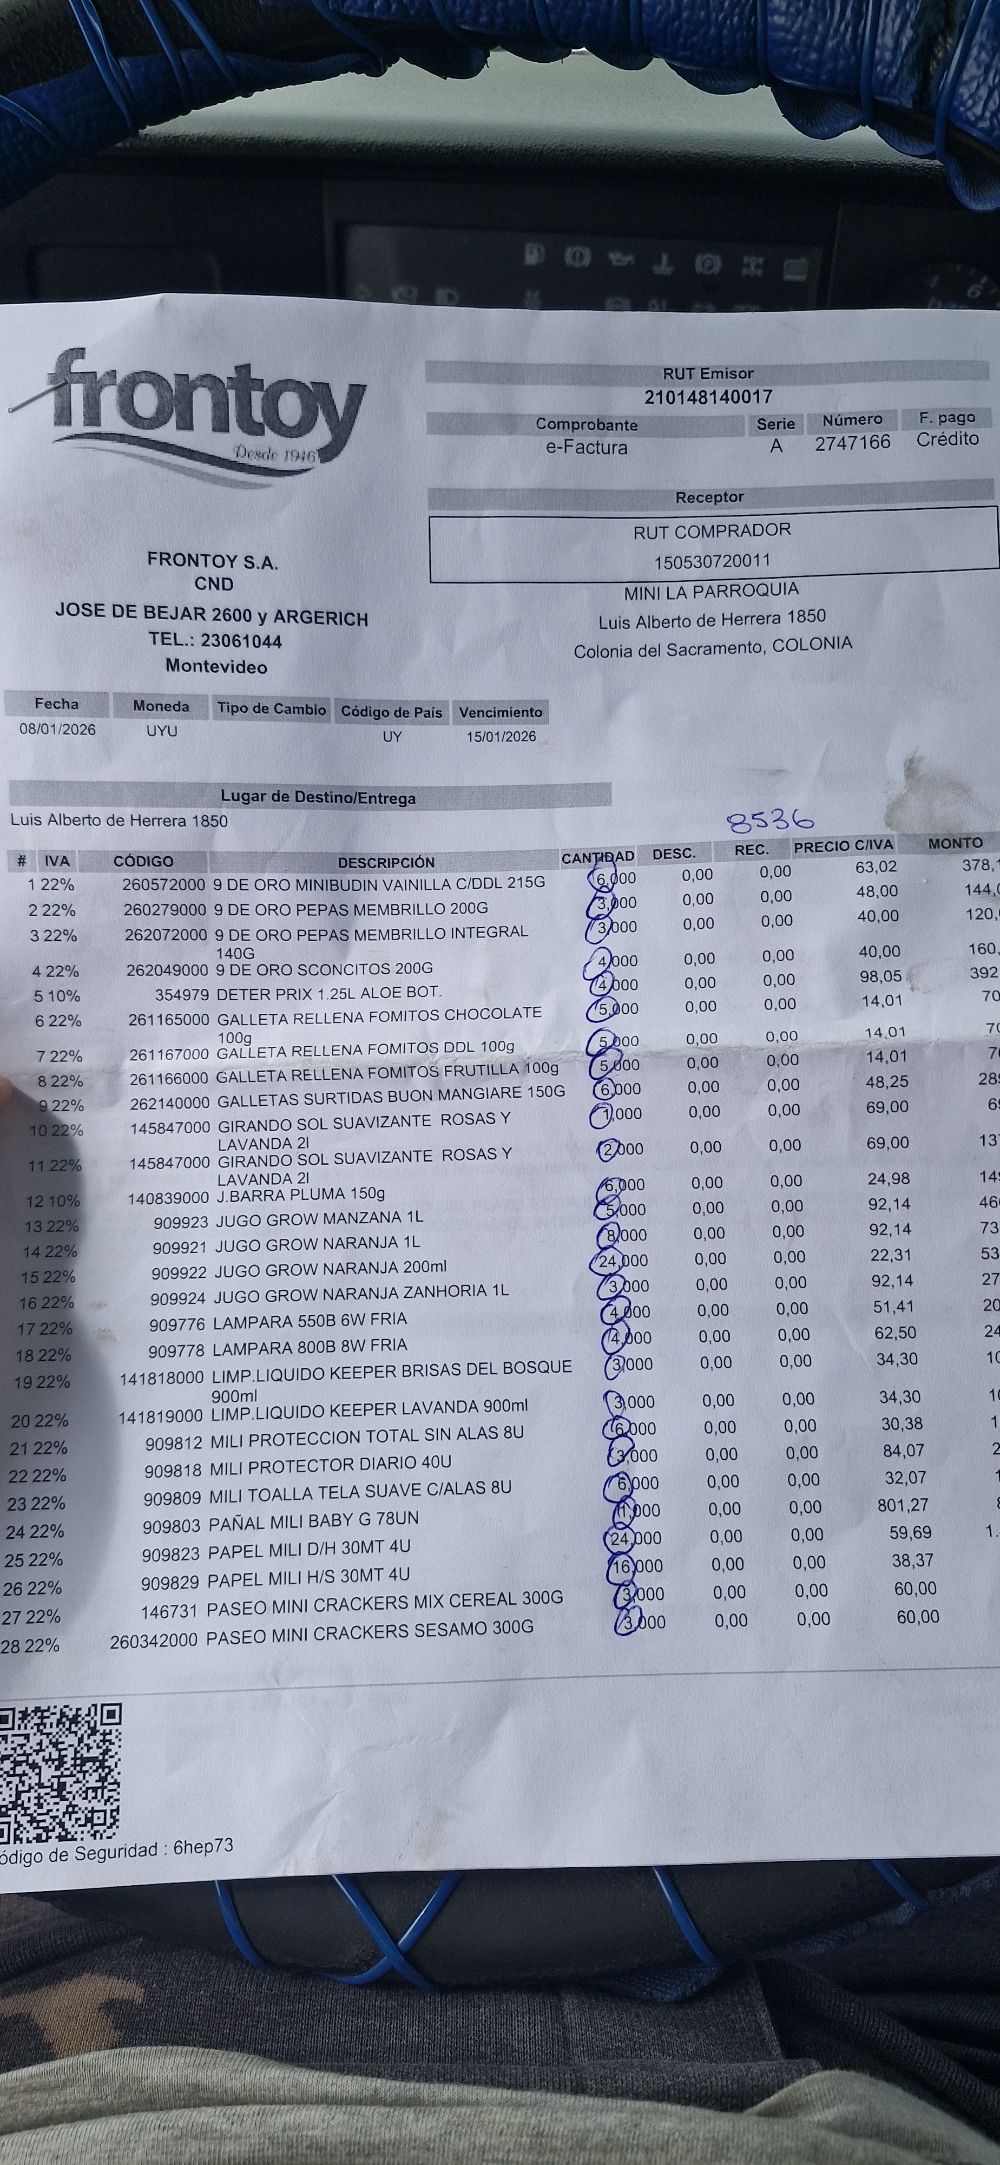 frontoy
Desde 1946
RUT Emisor
210148140017
Comprobante Serie Número F. pago
e-Factura A 2747166 Crédito
Receptor
RUT COMPRADOR
150530720011
MINI LA PARROQUIA
Luis Alberto de Herrera 1850
Colonia del Sacramento, COLONIA
FRONTOY S.A.
CND
JOSE DE BEJAR 2600 y ARGERICH
TEL.: 23061044
Montevideo
Fecha Moneda Tipo de Cambio Código de País Vencimiento
08/01/2026 UYU UY 15/01/2026
Lugar de Destino/Entrega
Luis Alberto de Herrera 1850
8536
# IVA CÓDIGO DESCRIPCIÓN CANTIDAD DESC. REC. PRECIO C/IVA MONTO
1 22% 260572000 9 DE ORO MINIBUDIN VAINILLA C/DDL 215G 6,000 0,00 0,00 63,02 378,1
2 22% 260279000 9 DE ORO PEPAS MEMBRILLO 200G 3,000 0,00 0,00 48,00 144,0
3 22% 262072000 9 DE ORO PEPAS MEMBRILLO INTEGRAL 3,000 0,00 0,00 40,00 120,
140G
4 22% 262049000 9 DE ORO SCONCITOS 200G 4,000 0,00 0,00 40,00 160,
5 10% 354979 DETER PRIX 1.25L ALOE BOT. 4,000 0,00 0,00 98,05 392
6 22% 261165000 GALLETA RELLENA FOMITOS CHOCOLATE 5,000 0,00 0,00 14,01 70
100g
7 22% 261167000 GALLETA RELLENA FOMITOS DDL 100g 5,000 0,00 0,00 14,01 70
8 22% 261166000 GALLETA RELLENA FOMITOS FRUTILLA 100g 5,000 0,00 0,00 14,01 70
9 22% 262140000 GALLETAS SURTIDAS BUON MANGIARE 150G 6,000 0,00 0,00 48,25 289
10 22% 145847000 GIRANDO SOL SUAVIZANTE ROSAS Y 1,000 0,00 0,00 69,00 69
LAVANDA 2l
11 22% 145847000 GIRANDO SOL SUAVIZANTE ROSAS Y 2,000 0,00 0,00 69,00 13
LAVANDA 2l
12 10% 140839000 J.BARRA PLUMA 150g 6,000 0,00 0,00 24,98 149
13 22% 909923 JUGO GROW MANZANA 1L 5,000 0,00 0,00 92,14 460
14 22% 909921 JUGO GROW NARANJA 1L 8,000 0,00 0,00 92,14 73
15 22% 909922 JUGO GROW NARANJA 200ml 24,000 0,00 0,00 22,31 53
16 22% 909924 JUGO GROW NARANJA ZANHORIA 1L 3,000 0,00 0,00 92,14 27
17 22% 909776 LAMPARA 550B 6W FRIA 4,000 0,00 0,00 51,41 20
18 22% 909778 LAMPARA 800B 8W FRIA 4,000 0,00 0,00 62,50 24
19 22% 141818000 LIMP.LIQUIDO KEEPER BRISAS DEL BOSQUE 3,000 0,00 0,00 34,30 10
900ml
20 22% 141819000 LIMP.LIQUIDO KEEPER LAVANDA 900ml 3,000 0,00 0,00 34,30 10
21 22% 909812 MILI PROTECCION TOTAL SIN ALAS 8U 6,000 0,00 0,00 30,38 1
22 22% 909818 MILI PROTECTOR DIARIO 40U 3,000 0,00 0,00 84,07 2
23 22% 909809 MILI TOALLA TELA SUAVE C/ALAS 8U 6,000 0,00 0,00 32,07 1
24 22% 909803 PAÑAL MILI BABY G 78UN 1,000 0,00 0,00 801,27 8
25 22% 909823 PAPEL MILI D/H 30MT 4U 24,000 0,00 0,00 59,69 1.
26 22% 909829 PAPEL MILI H/S 30MT 4U 16,000 0,00 0,00 38,37
27 22% 146731 PASEO MINI CRACKERS MIX CEREAL 300G 3,000 0,00 0,00 60,00
28 22% 260342000 PASEO MINI CRACKERS SESAMO 300G 3,000 0,00 0,00 60,00
ódigo de Seguridad : 6hep73